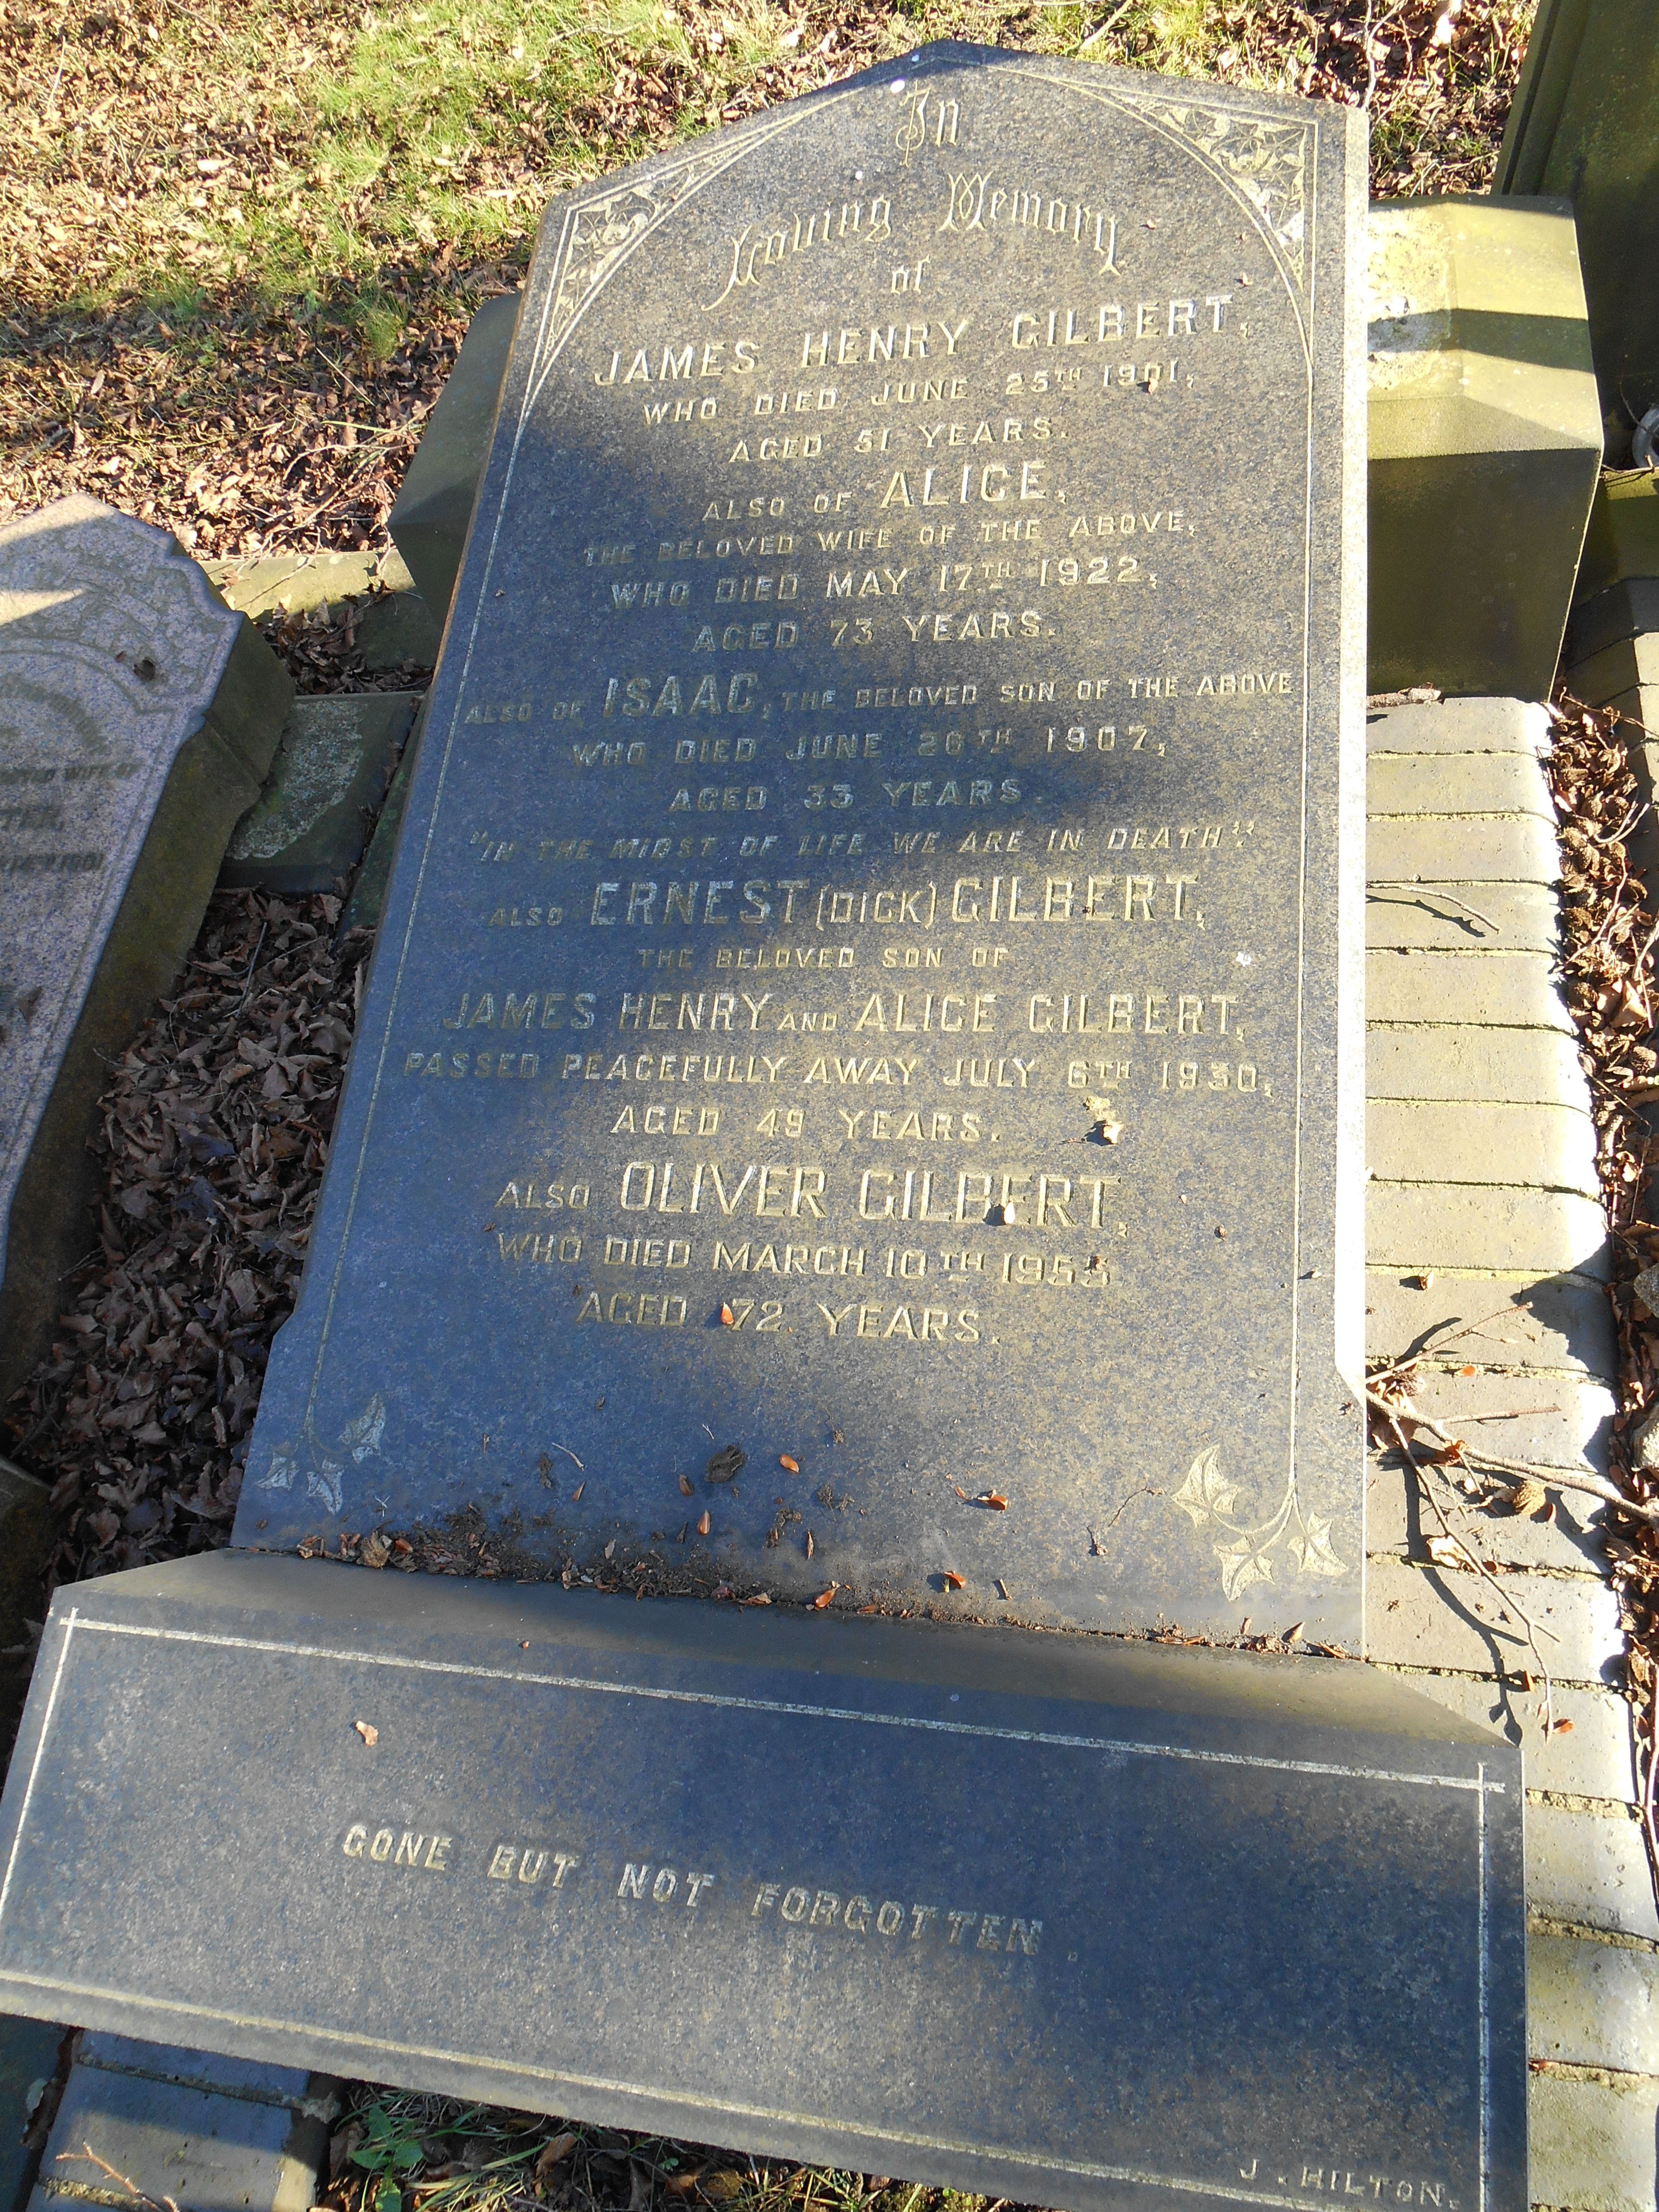 In
Loving Memory
of
JAMES HENRY GILBERT,
WHO DIED JUNE 25TH 1901,
AGED 51 YEARS.
ALSO OF ALICE,
THE BELOVED WIFE OF THE ABOVE,
WHO DIED MAY 17TH 1922,
AGED 73 YEARS.
ALSO OF ISAAC, THE BELOVED SON OF THE ABOVE
WHO DIED JUNE 26TH 1907,
AGED 33 YEARS.
"IN THE MIDST OF LIFE WE ARE IN DEATH".
ALSO ERNEST (DICK) GILBERT,
THE BELOVED SON OF
JAMES HENRY AND ALICE GILBERT,
PASSED PEACEFULLY AWAY JULY 6TH 1930,
AGED 49 YEARS.
ALSO OLIVER GILBERT,
WHO DIED MARCH 10TH
AGED 72 YEARS.
GONE BUT NOT FORGOTTEN.
J. HILTON.
WIFE OF
1901